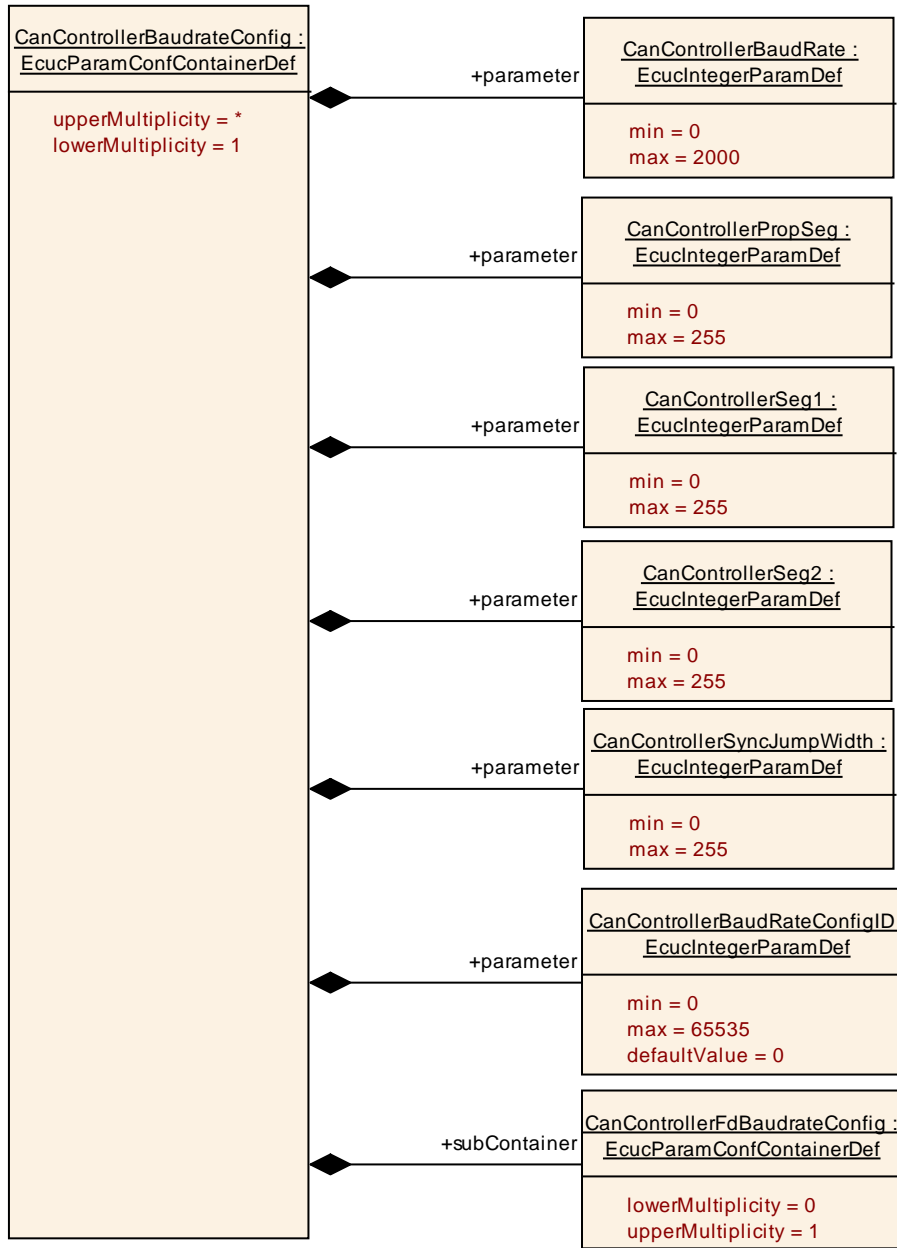 CanControllerBaudrateConfig :
EcucParamConfContainerDef
upperMultiplicity = *
lowerMultiplicity = 1
+parameter
CanControllerBaudRate :
EcucIntegerParamDef
min = 0
max = 2000
+parameter
CanControllerPropSeg :
EcucIntegerParamDef
min = 0
max = 255
+parameter
CanControllerSeg1 :
EcucIntegerParamDef
min = 0
max = 255
+parameter
CanControllerSeg2 :
EcucIntegerParamDef
min = 0
max = 255
+parameter
CanControllerSyncJumpWidth :
EcucIntegerParamDef
min = 0
max = 255
+parameter
CanControllerBaudRateConfigID
EcucIntegerParamDef
min = 0
max = 65535
defaultValue = 0
+subContainer
CanControllerFdBaudrateConfig :
EcucParamConfContainerDef
lowerMultiplicity = 0
upperMultiplicity = 1